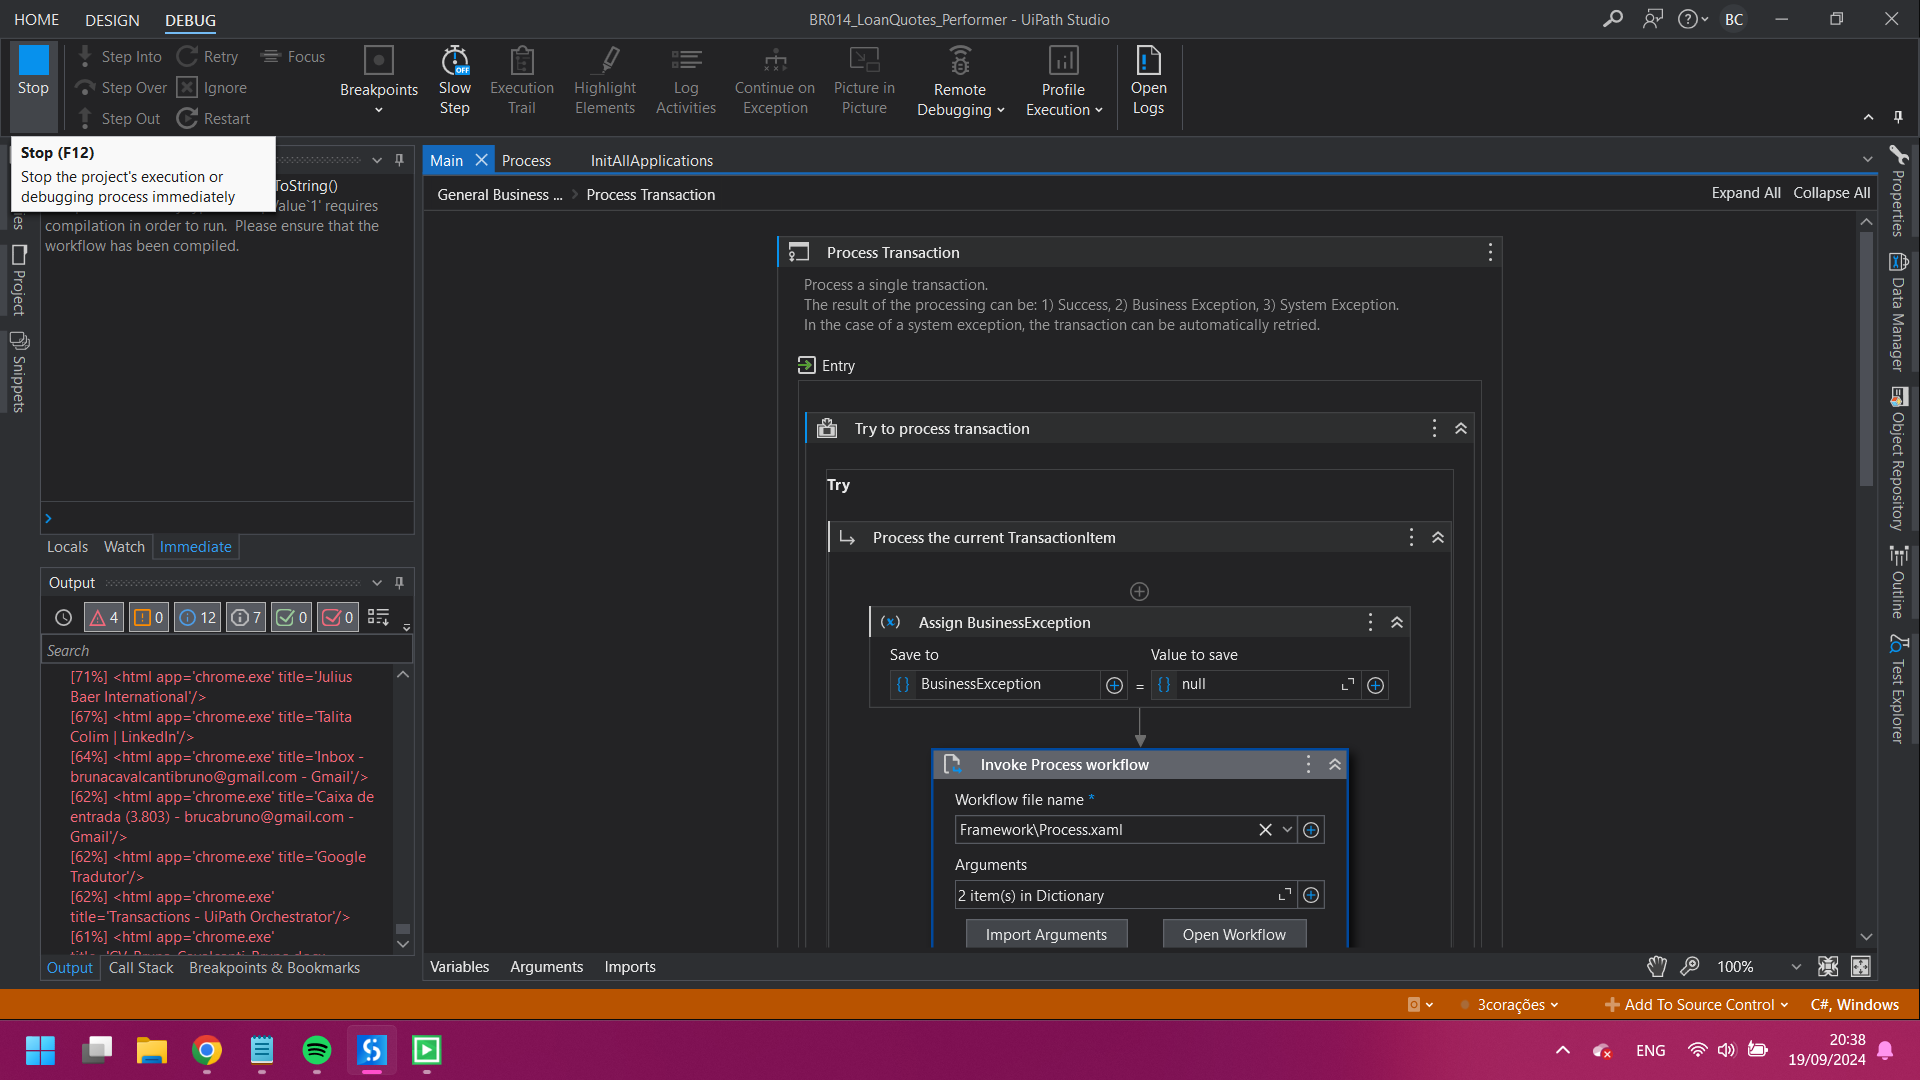 HOME DESIGN DEBUG
BR014_LoanQuotes_Performer - UiPath Studio
BC
Stop
Step Into
Step Over
Step Out
Retry
Ignore
Restart
Focus
Breakpoints
OFF
Slow
Step
Execution
Trail
Highlight
Elements
Log
Activities
Continue on
Exception
Picture in
Picture
Remote
Debugging
Profile
Execution
Open
Logs
Stop (F12)
Stop the project's execution or
debugging process immediately
ToString()
alue`1' requires
compilation in order to run. Please ensure that the
workflow has been compiled.
Project
Snippets
Locals Watch Immediate
Output
4 0 12 7 0 0
Search
[71%] <html app='chrome.exe' title='Julius
Baer International'/>
[67%] <html app='chrome.exe' title='Talita
Colim | LinkedIn'/>
[64%] <html app='chrome.exe' title='Inbox -
brunacavalcantibruno@gmail.com - Gmail'/>
[62%] <html app='chrome.exe' title='Caixa de
entrada (3.803) - brucabruno@gmail.com -
Gmail'/>
[62%] <html app='chrome.exe' title='Google
Tradutor'/>
[62%] <html app='chrome.exe'
title='Transactions - UiPath Orchestrator'/>
[61%] <html app='chrome.exe'
Output Call Stack Breakpoints & Bookmarks
Main Process InitAllApplications
General Business ... Process Transaction
Expand All Collapse All
Process Transaction
Process a single transaction.
The result of the processing can be: 1) Success, 2) Business Exception, 3) System Exception.
In the case of a system exception, the transaction can be automatically retried.
Entry
Try to process transaction
Try
Process the current TransactionItem
(x) Assign BusinessException
Save to
Value to save
{} BusinessException = {} null
Invoke Process workflow
Workflow file name *
Framework\Process.xaml
Arguments
2 item(s) in Dictionary
Import Arguments Open Workflow
Variables Arguments Imports
100%
Properties
Data Manager
Object Repository
Outline
Test Explorer
0
3corações
Add To Source Control
C#, Windows
ENG
20:38
19/09/2024